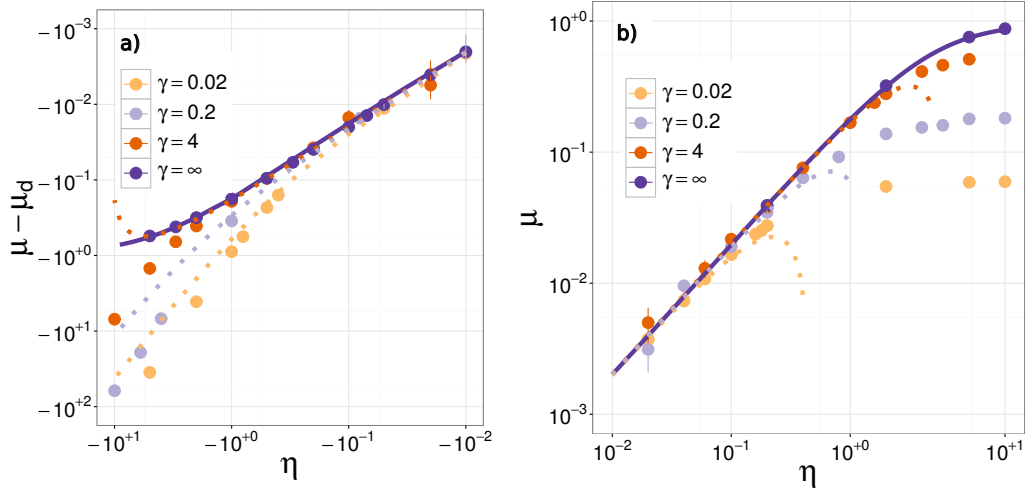 a)
γ = 0.02
γ = 0.2
γ = 4
γ = ∞
−10⁻³
−10⁻²
−10⁻¹
−10⁺⁰
−10⁺¹
−10⁺²
μ − μ_d
−10⁺¹ −10⁺⁰ −10⁻¹ −10⁻²
η
b)
γ = 0.02
γ = 0.2
γ = 4
γ = ∞
10⁺⁰
10⁻¹
10⁻²
10⁻³
μ
10⁻² 10⁻¹ 10⁺⁰ 10⁺¹
η